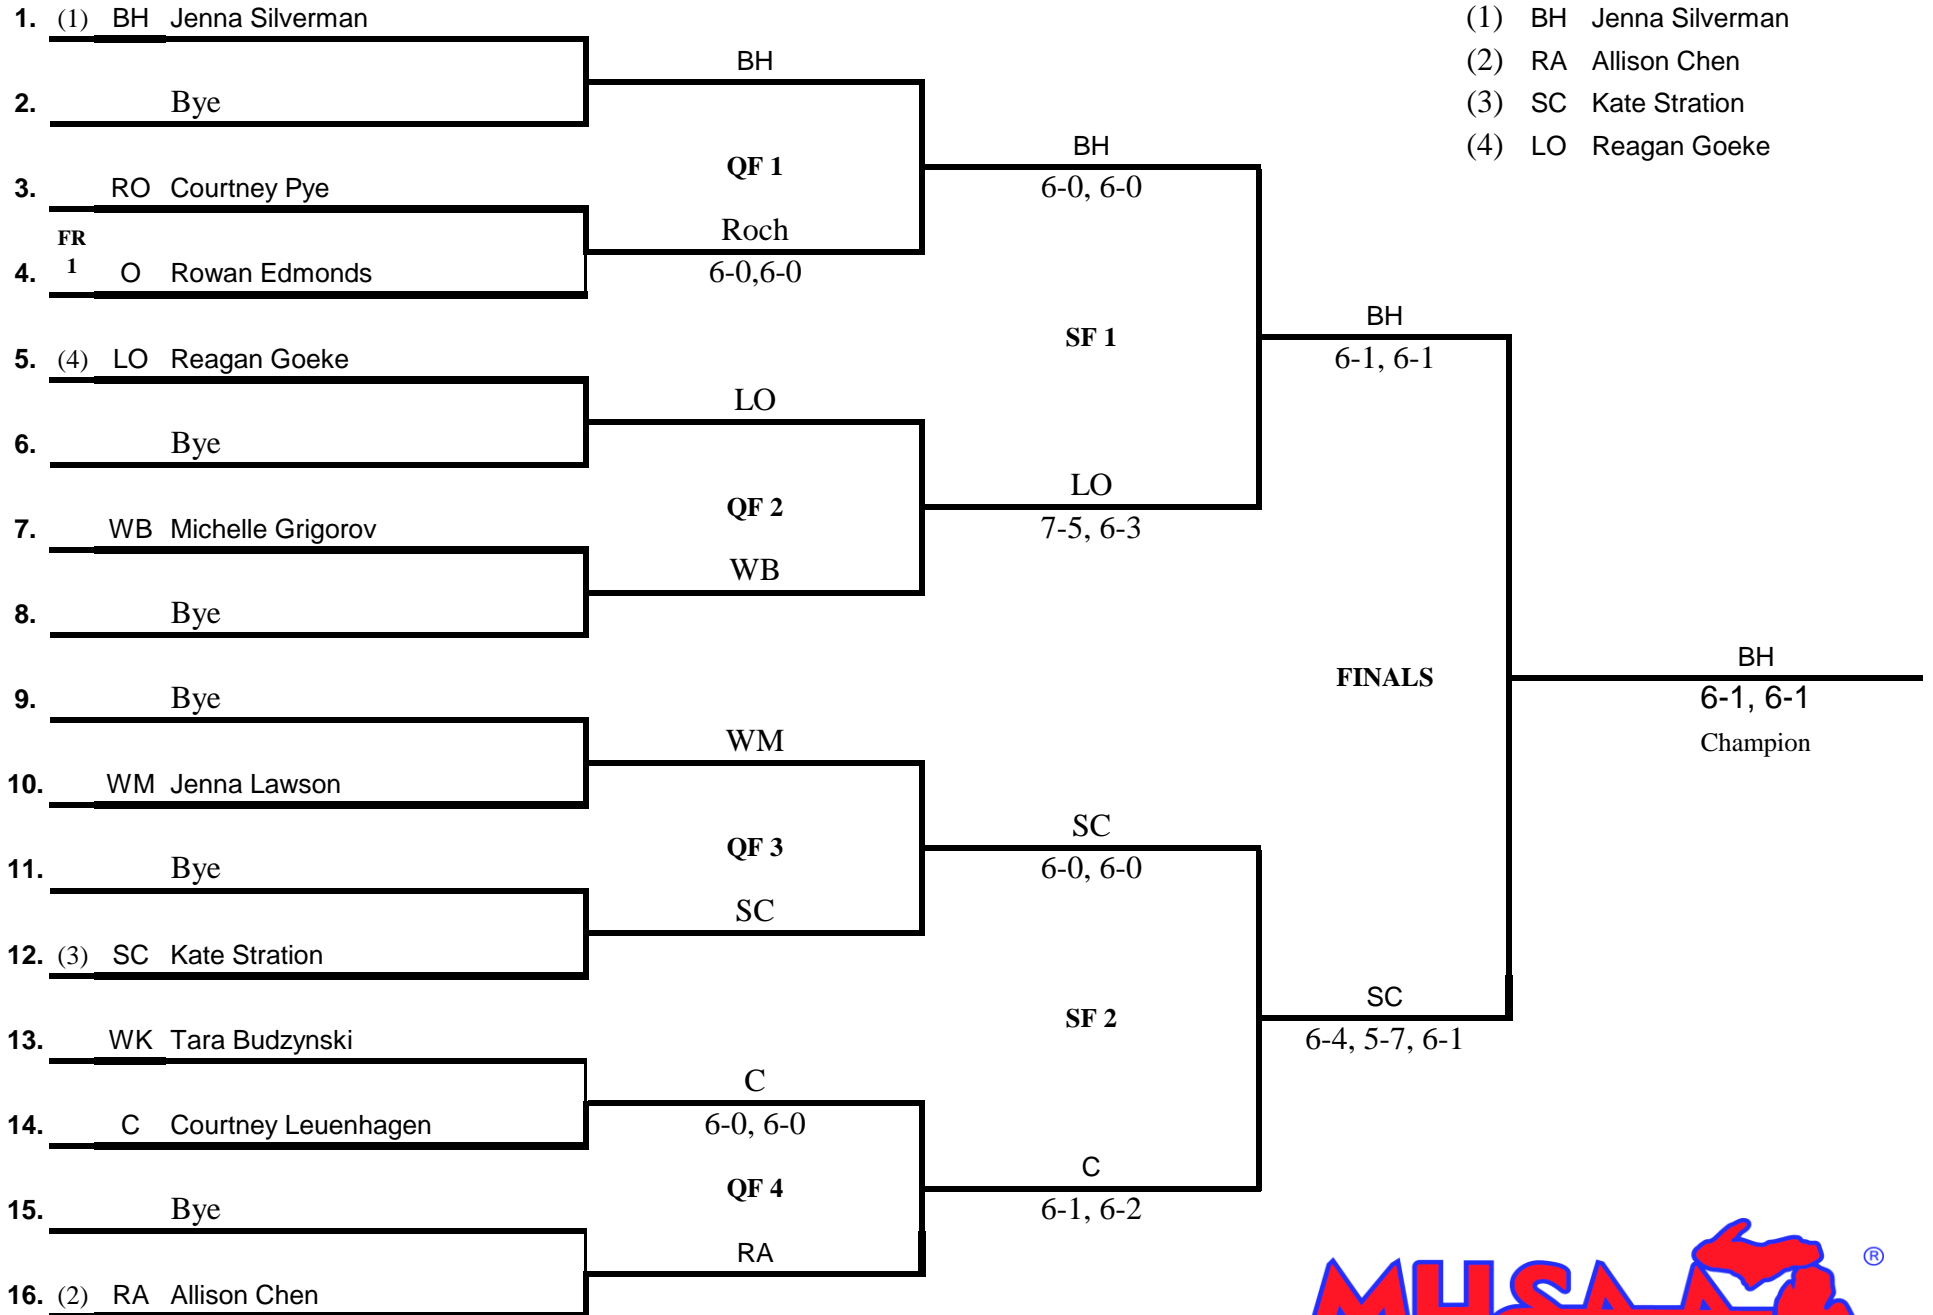 1. (1) BH Jenna Silverman
(1) BH Jenna Silverman
BH
(2) RA Allison Chen
2. Bye
(3) SC Kate Stration
BH
(4) LO Reagan Goeke
QF 1
3. RO Courtney Pye
6-0, 6-0
FR
Roch
1
4. O Rowan Edmonds
6-0,6-0
BH
SF 1
5. (4) LO Reagan Goeke
6-1, 6-1
LO
6. Bye
LO
QF 2
7. WB Michelle Grigorov
7-5, 6-3
WB
8. Bye
BH
FINALS
9. Bye
6-1, 6-1
WM
Champion
10. WM Jenna Lawson
SC
QF 3
11. Bye
6-0, 6-0
SC
12. (3) SC Kate Stration
SC
SF 2
13. WK Tara Budzynski
6-4, 5-7, 6-1
C
14. C Courtney Leuenhagen
6-0, 6-0
C
QF 4
15. Bye
6-1, 6-2
RA
®
16. (2) RA Allison Chen
MHSAA